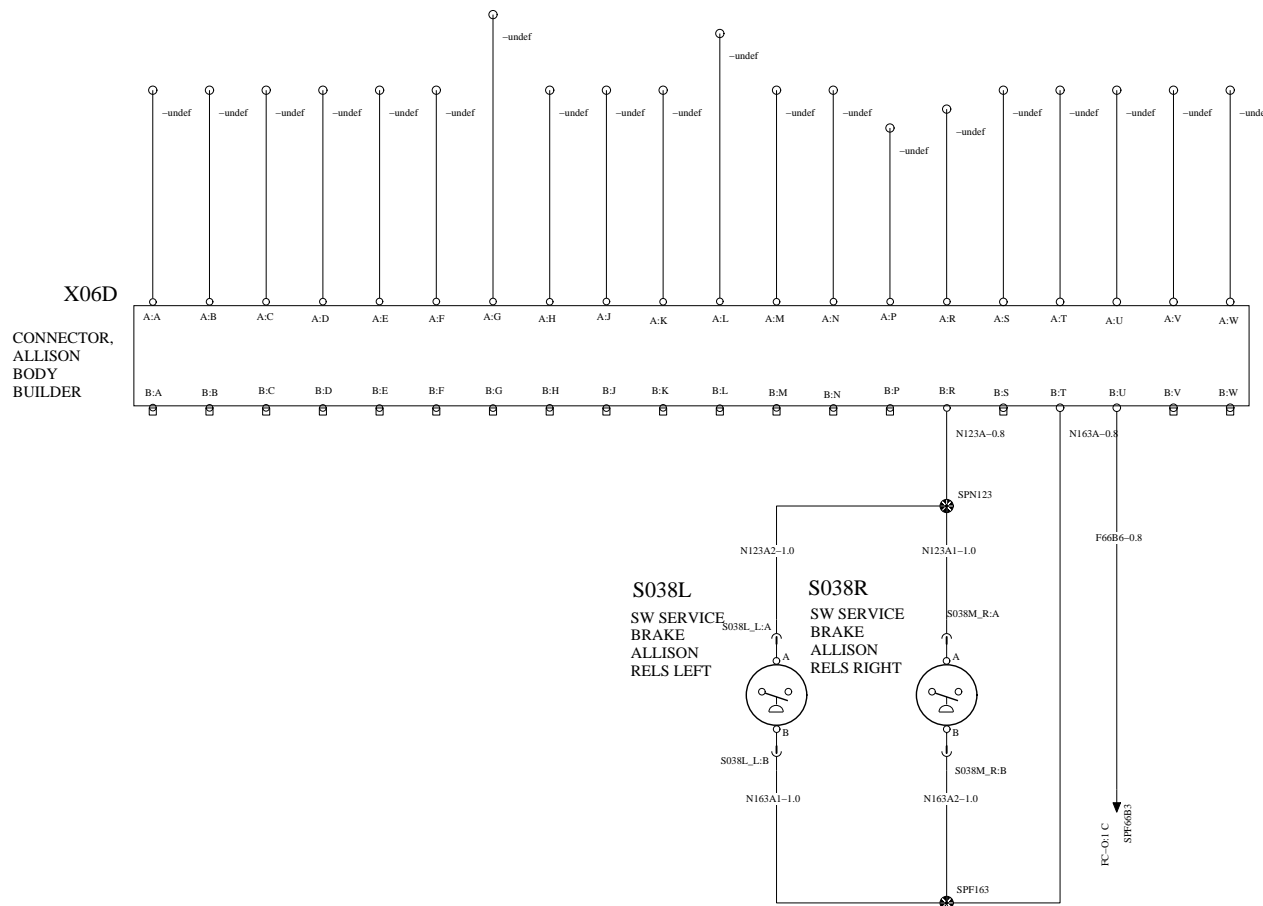 −undef
−undef
−undef −undef −undef −undef −undef −undef −undef −undef −undef −undef −undef −undef −undef −undef −undef −unde
−undef
−undef
X06D
A:A A:B A:C A:D A:E A:F A:G A:H A:J A:K A:L A:M A:N A:P A:R A:S A:T A:U A:V A:W
CONNECTOR,
ALLISON
BODY
BUILDER
B:A B:B B:C B:D B:E B:F B:G B:H B:J B:K B:L B:M B:N B:P B:R B:S B:T B:U B:V B:W
N123A−0.8 N163A−0.8
SPN123
F66B6−0.8
N123A2−1.0 N123A1−1.0
S038L
SW SERVICE
BRAKE
ALLISON
RELS LEFT
S038L_L:A
S038R
SW SERVICE
BRAKE
ALLISON
RELS RIGHT
S038M_R:A
A A
B B
S038L_L:B S038M_R:B
N163A1−1.0 N163A2−1.0
FC−O:1 C
SPF66B3
SPF163